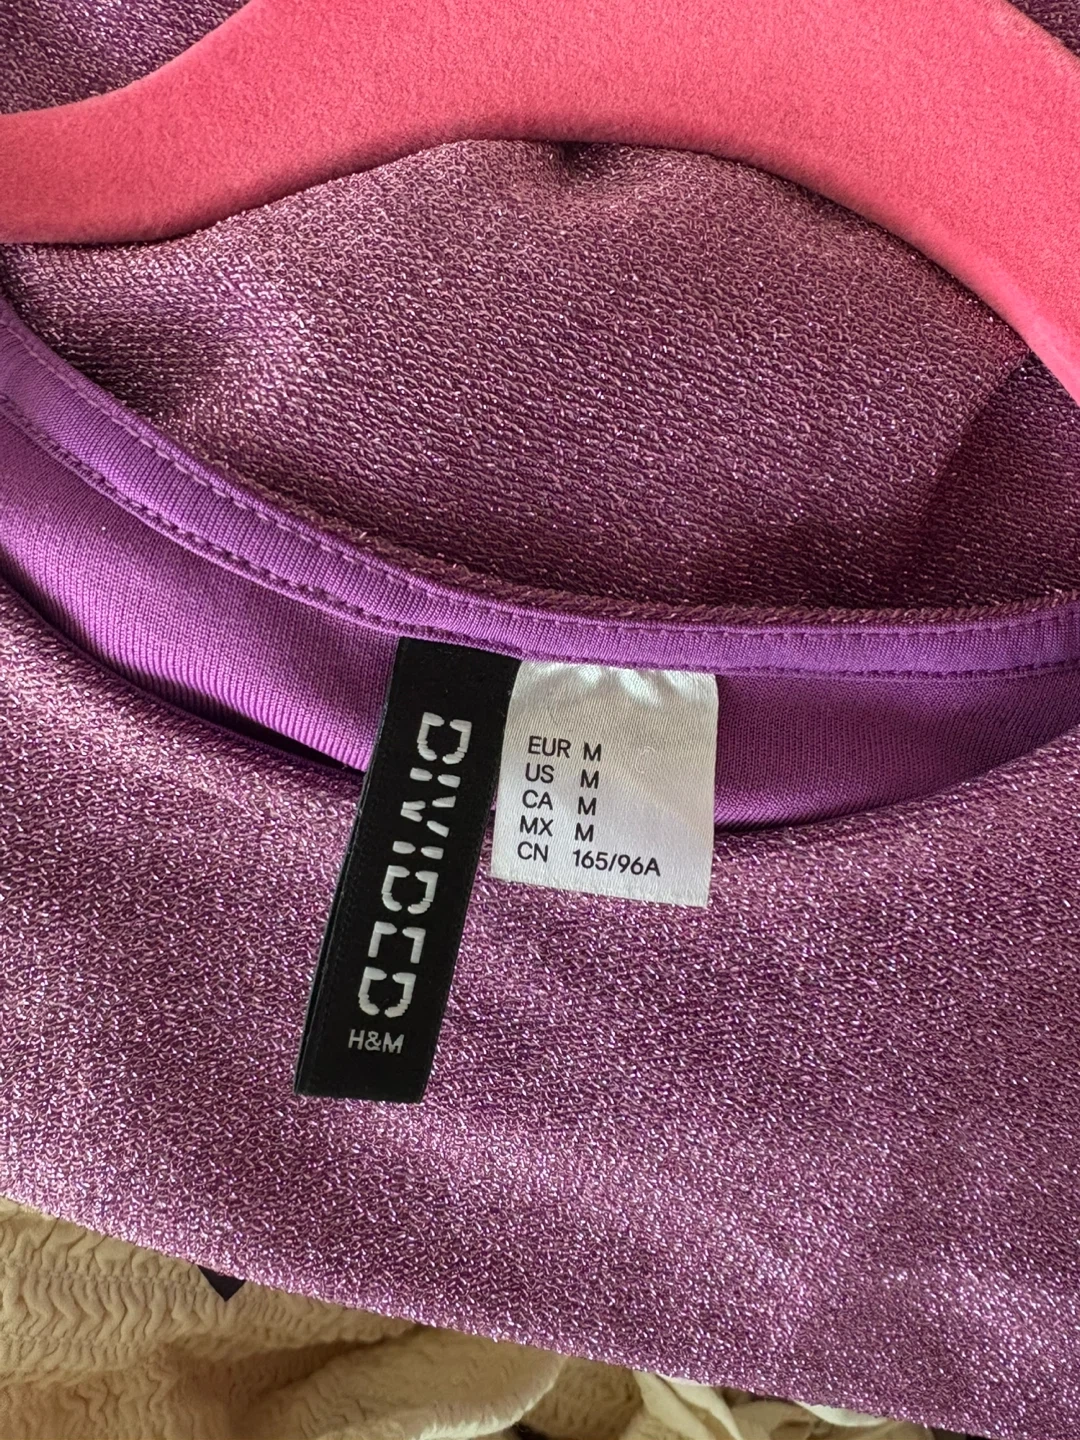 DIVIDED
H&M
EUR M
US M
CA M
MX M
CN 165/96A